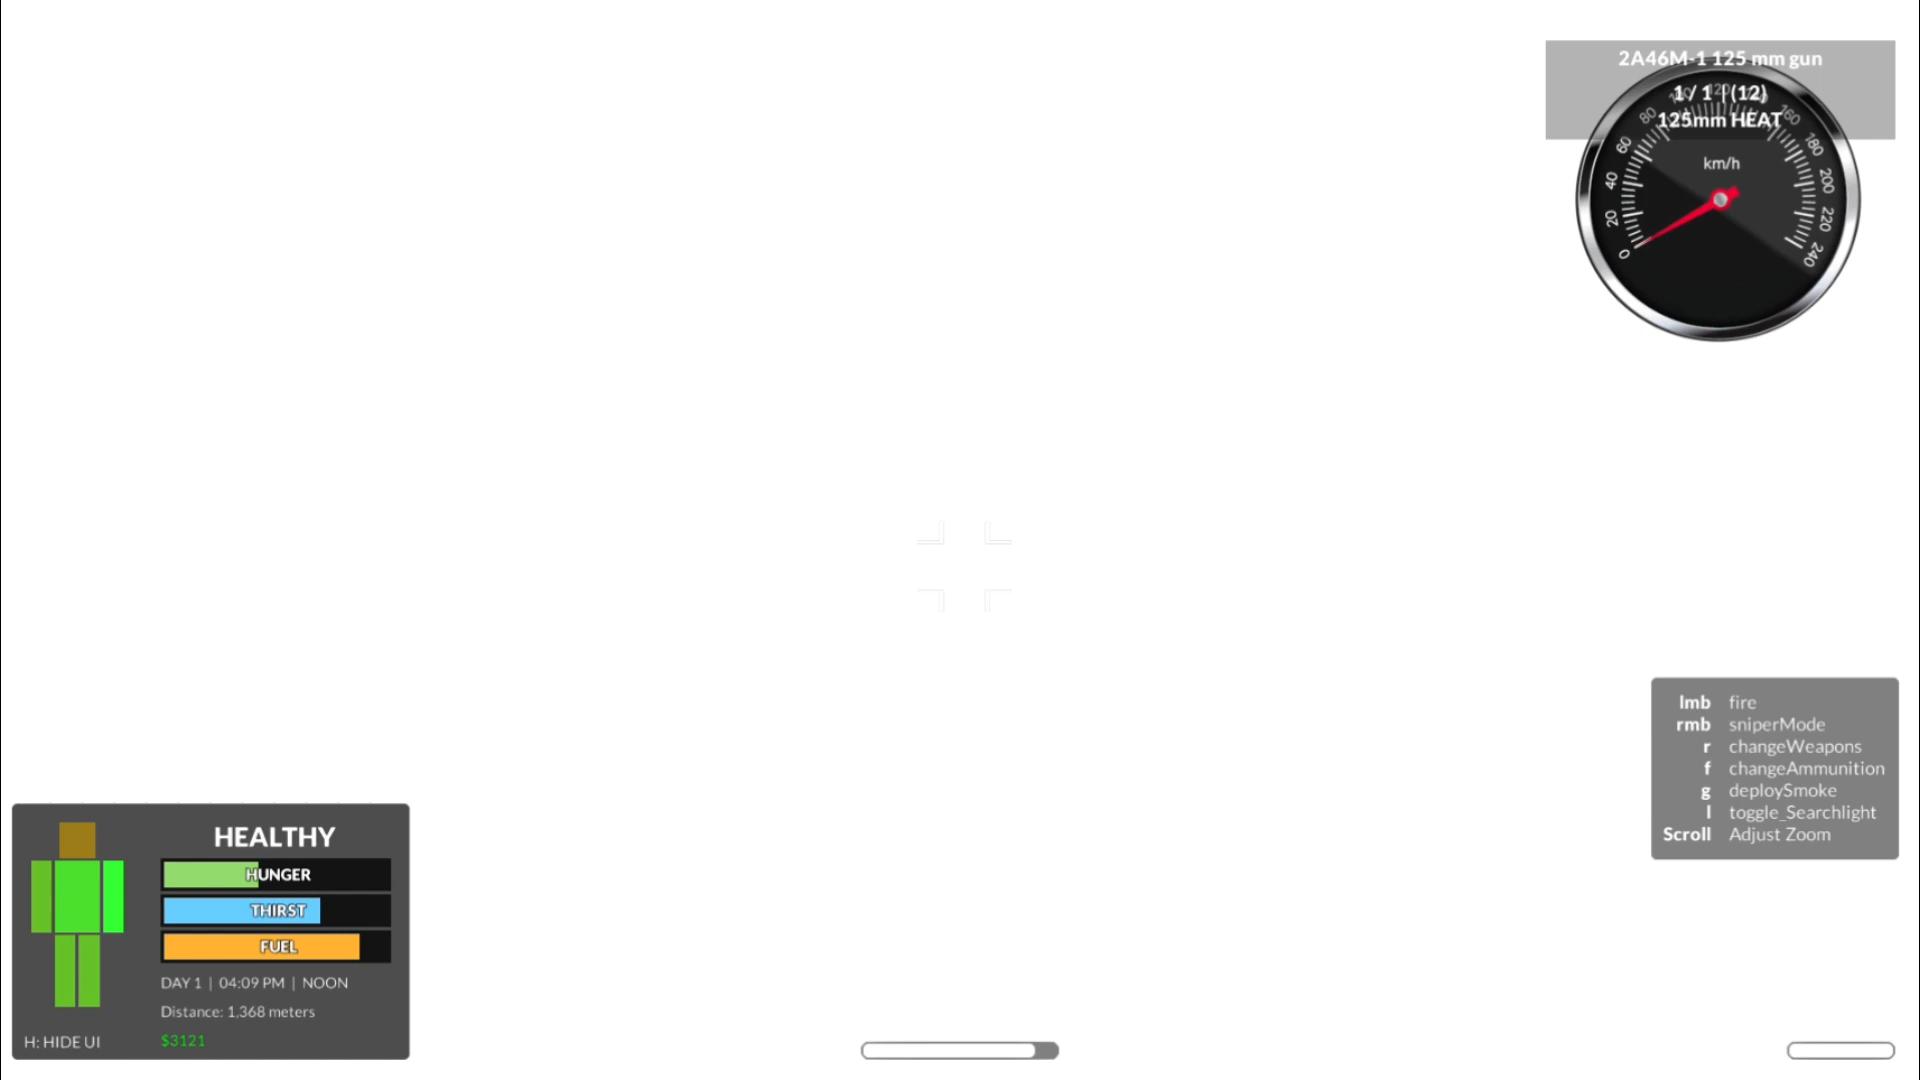 2A46M-1 125 mm gun
1 / 1 | (12)
125mm HEAT
km/h
0
20
40
60
80
120
160
180
200
220
240
lmb fire
rmb sniperMode
r changeWeapons
f changeAmmunition
g deploySmoke
l toggle_Searchlight
Scroll Adjust Zoom
HEALTHY
HUNGER
THIRST
FUEL
DAY 1 | 04:09 PM | NOON
Distance: 1,368 meters
H: HIDE UI
$3121